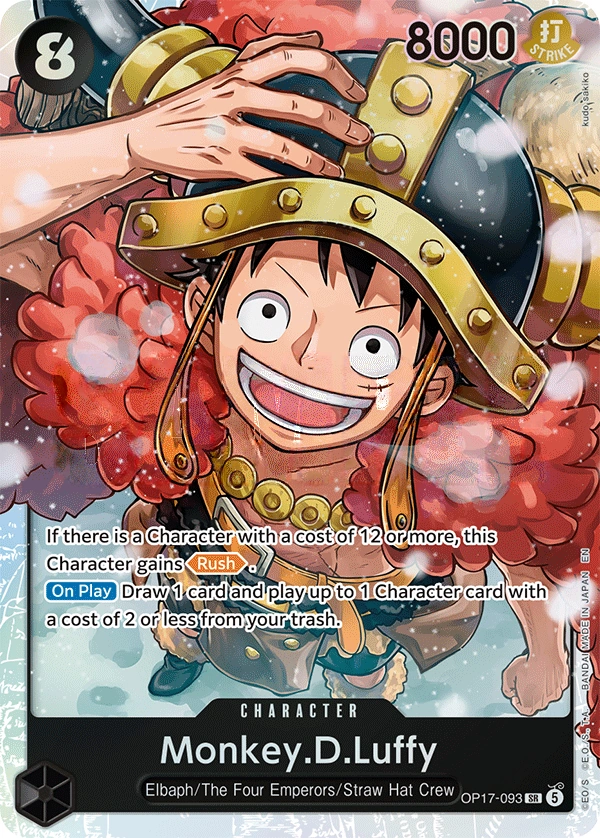 8
8000
打
STRIKE
kudo sakiko
If there is a Character with a cost of 12 or more, this
Character gains Rush.
On Play Draw 1 card and play up to 1 Character card with
a cost of 2 or less from your trash.
CHARACTER
Monkey.D.Luffy
Elbaph/The Four Emperors/Straw Hat Crew
OP17-093 SR 5
©E.O./S., T.A. BANDAI MADE IN JAPAN EN
©EO/S